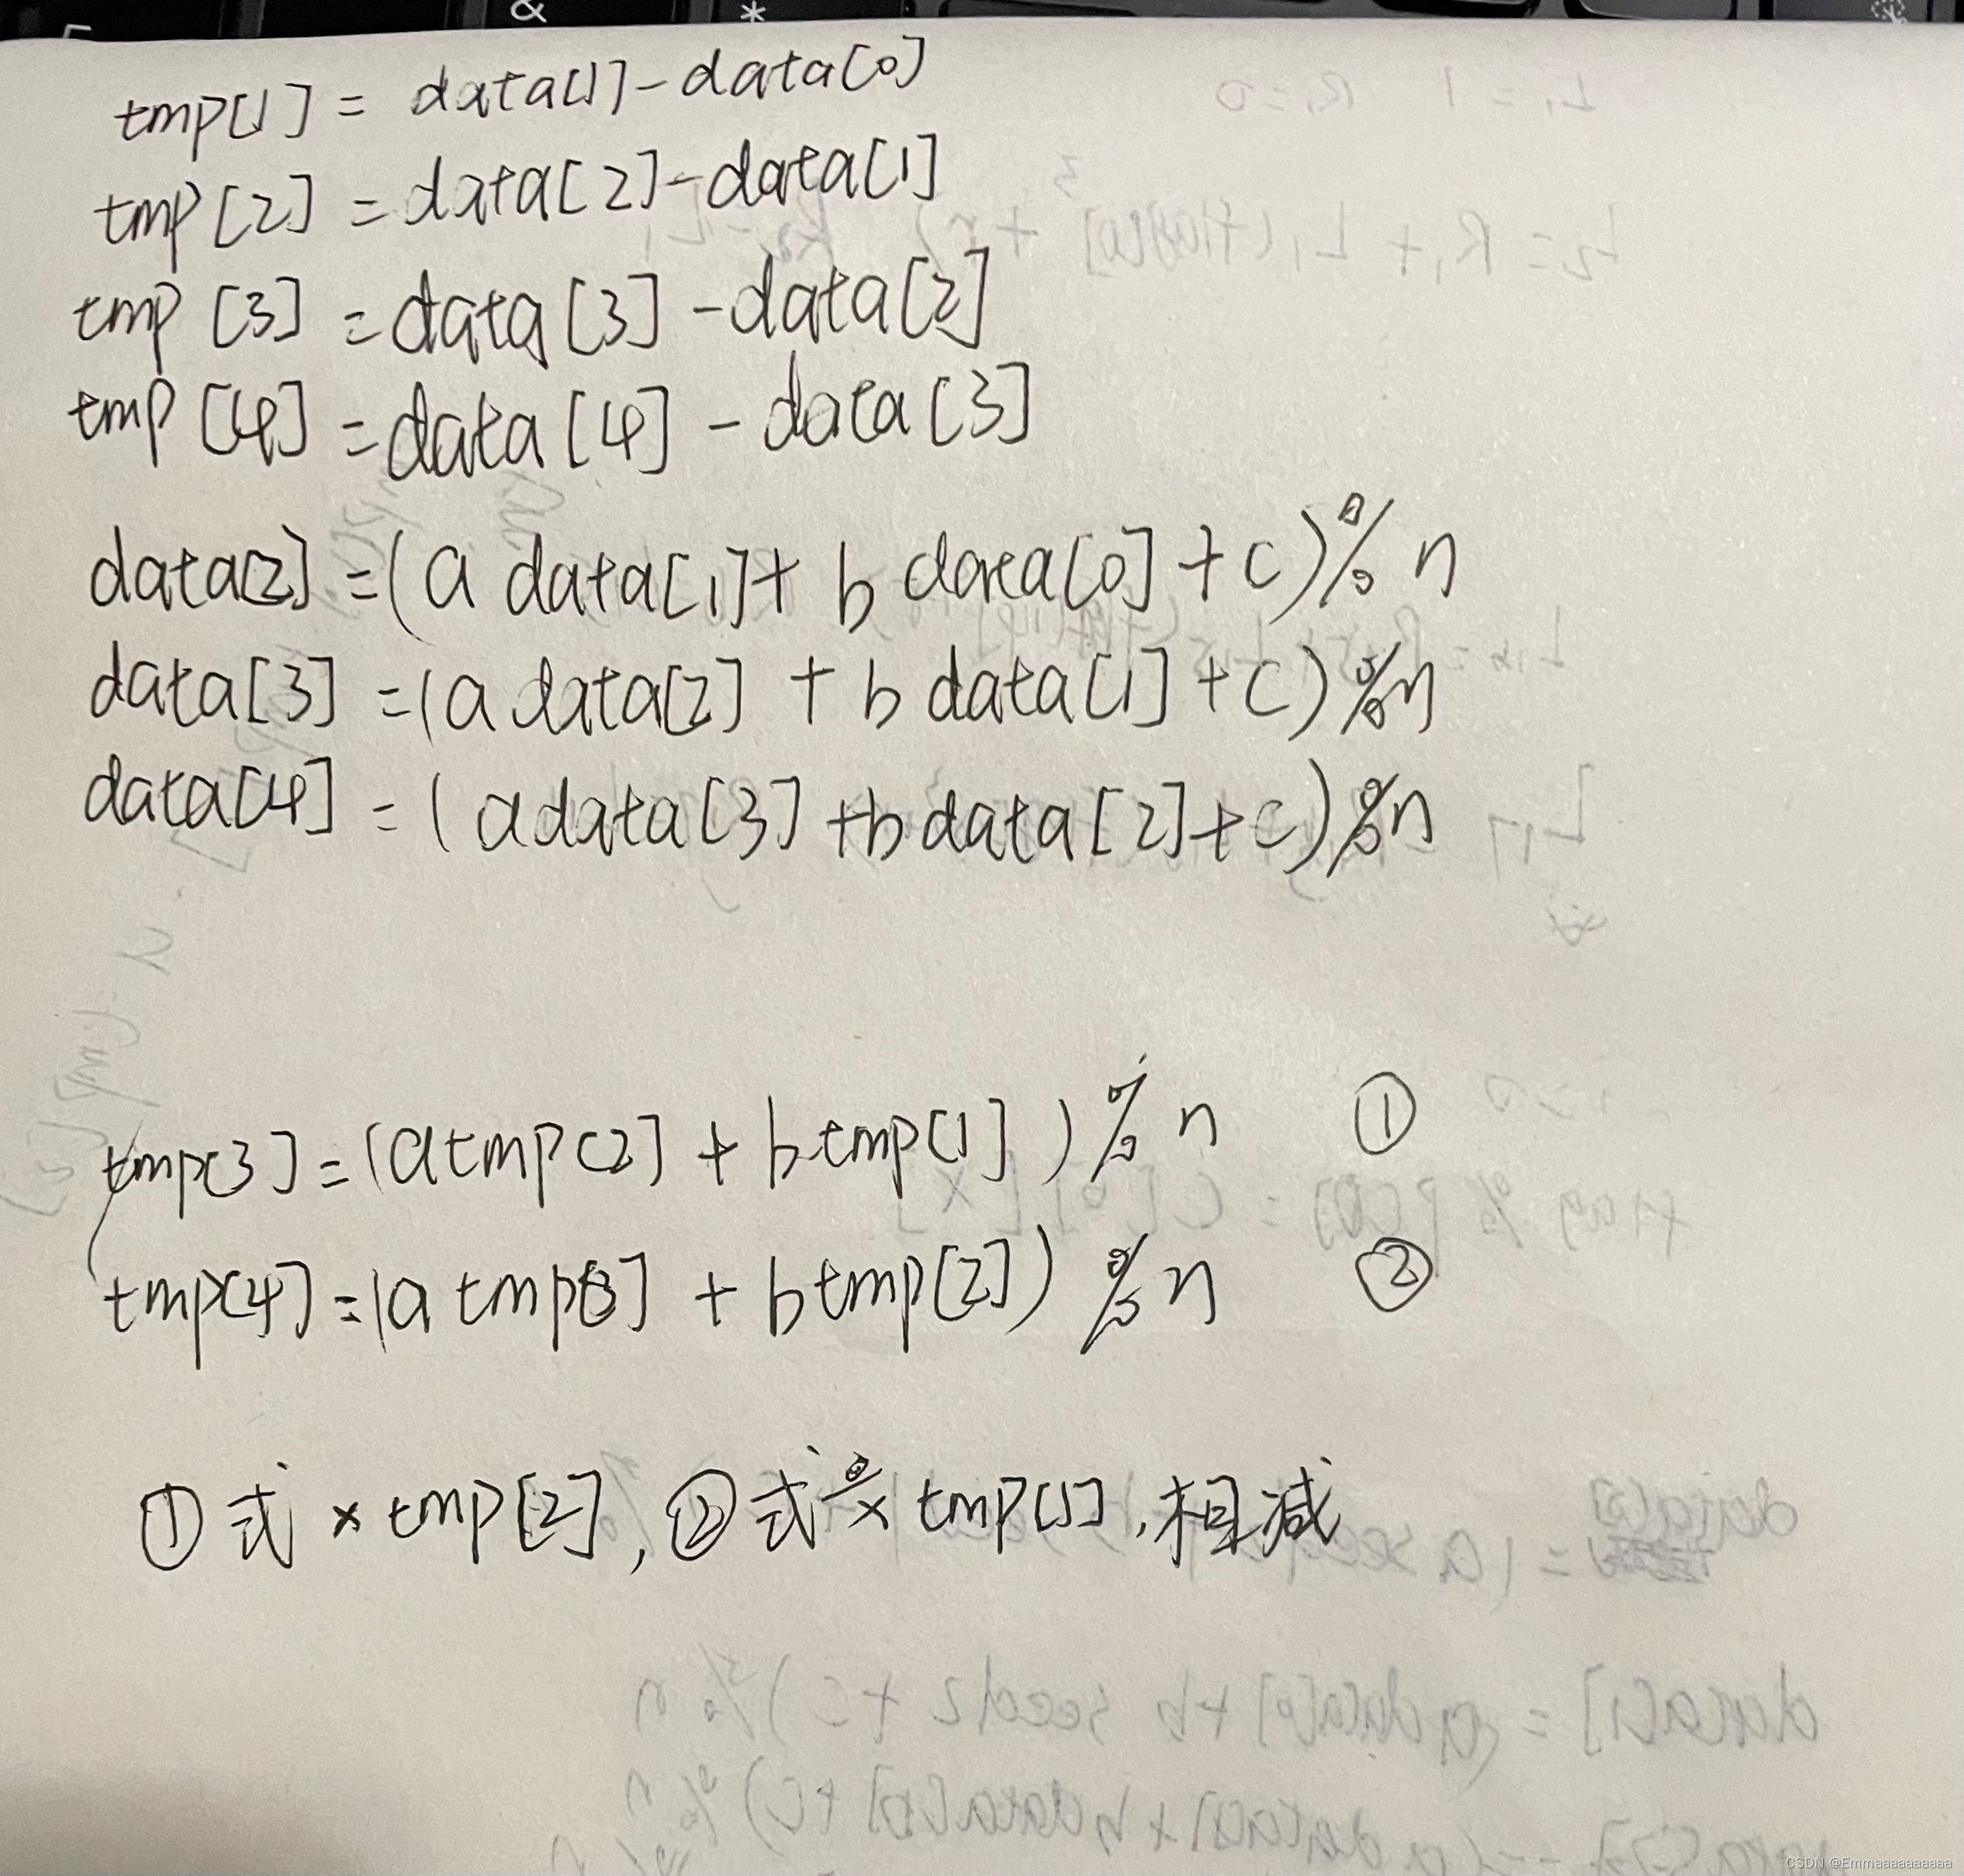 &
*
tmp[1] = data[1]-data[0]
tmp[2] = data[2]-data[1]
tmp[3] = data[3]-data[2]
tmp[4] = data[4]-data[3]
data[2] = (a data[1]+ b data[0] + c)%n
data[3] = (a data[2] + b data[1] + c)%n
data[4] = (a data[3] + b data[2] + c)%n
tmp[3] = (a tmp[2] + b tmp[1])%n ①
tmp[4] = (a tmp[3] + b tmp[2])%n ②
①式 × tmp[2], ②式 × tmp[1], 相减
CSDN @Emmaaaaaaaaaa